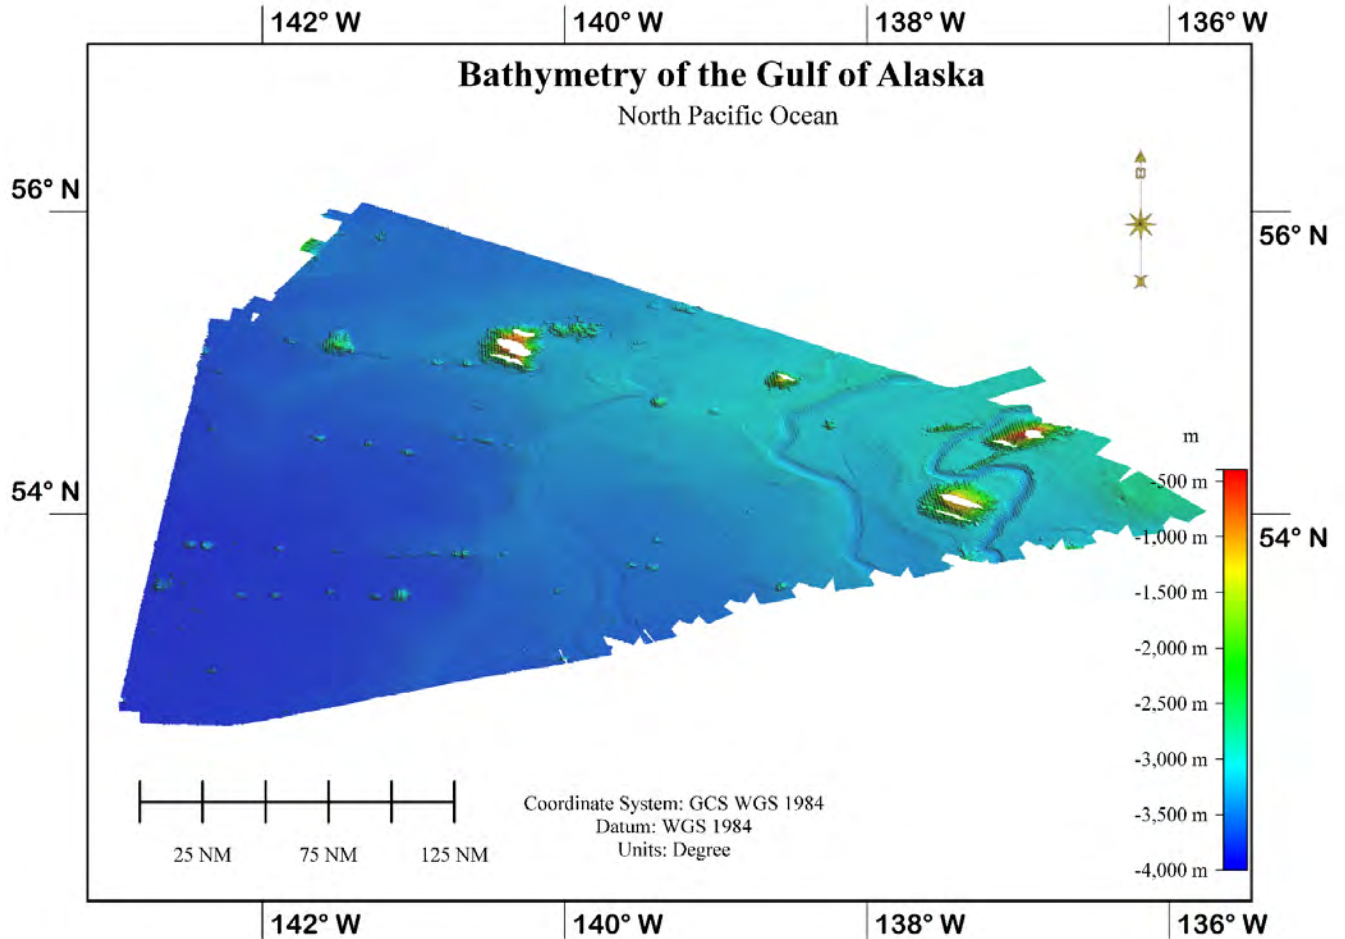 142° W
140° W
138° W
136° W
Bathymetry of the Gulf of Alaska
North Pacific Ocean
56° N
56° N
m
54° N
54° N
-500 m
-1,000 m
-1,500 m
-2,000 m
-2,500 m
-3,000 m
-3,500 m
-4,000 m
Coordinate System: GCS WGS 1984
Datum: WGS 1984
Units: Degree
25 NM
75 NM
125 NM
142° W
140° W
138° W
136° W